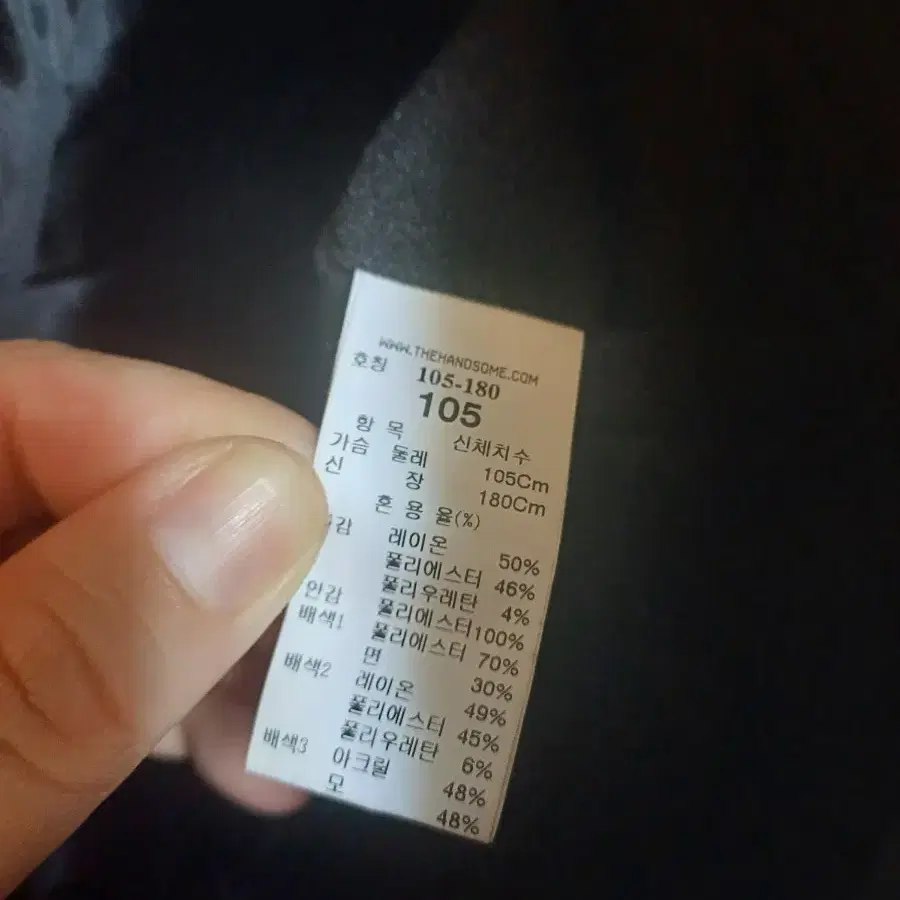 WWW.THEHANDSOME.COM
호칭 105-180
105
항 목 신체치수
가슴 둘레 105Cm
신 장 180Cm
혼 용 율(%)
감 레이온 50%
폴리에스터 46%
폴리우레탄 4%
안감 폴리에스터 100%
배색1 폴리에스터 70%
면 30%
배색2 레이온 49%
폴리에스터 45%
폴리우레탄 6%
배색3 아크릴 48%
모 48%